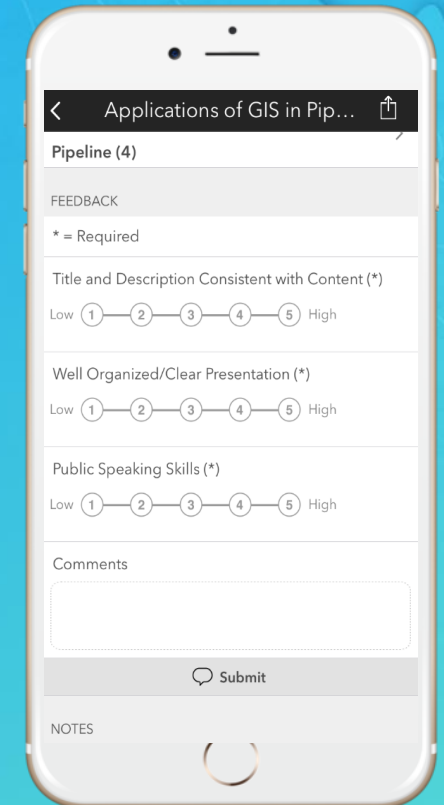 Applications of GIS in Pip...
Pipeline (4)
FEEDBACK
* = Required
Title and Description Consistent with Content (*)
Low 1 2 3 4 5 High
Well Organized/Clear Presentation (*)
Low 1 2 3 4 5 High
Public Speaking Skills (*)
Low 1 2 3 4 5 High
Comments
Submit
NOTES